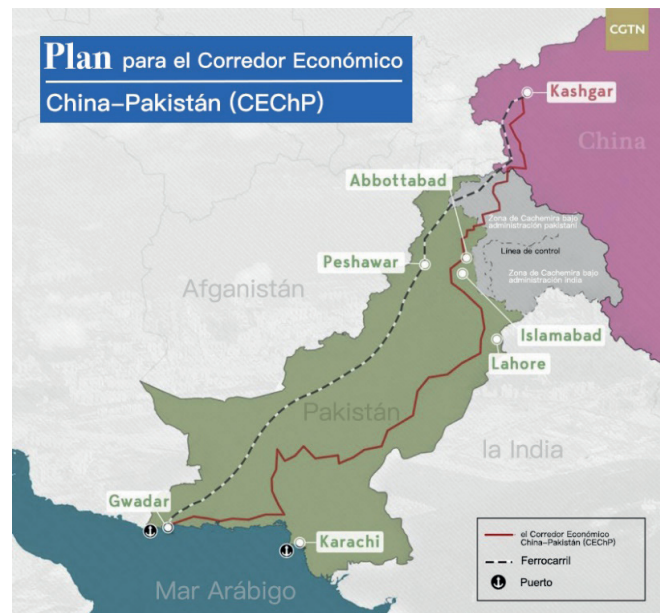 CGTN
Plan para el Corredor Económico
China–Pakistán (CEChP)
Kashgar
China
Abbottabad
Zona de Cachemira bajo
administración pakistaní
Línea de control
Peshawar
Zona de Cachemira bajo
administración india
Afganistán
Islamabad
Lahore
Pakistán
la India
Gwadar
Karachi
Mar Arábigo
el Corredor Económico
China-Pakistán (CEChP)
Ferrocarril
Puerto